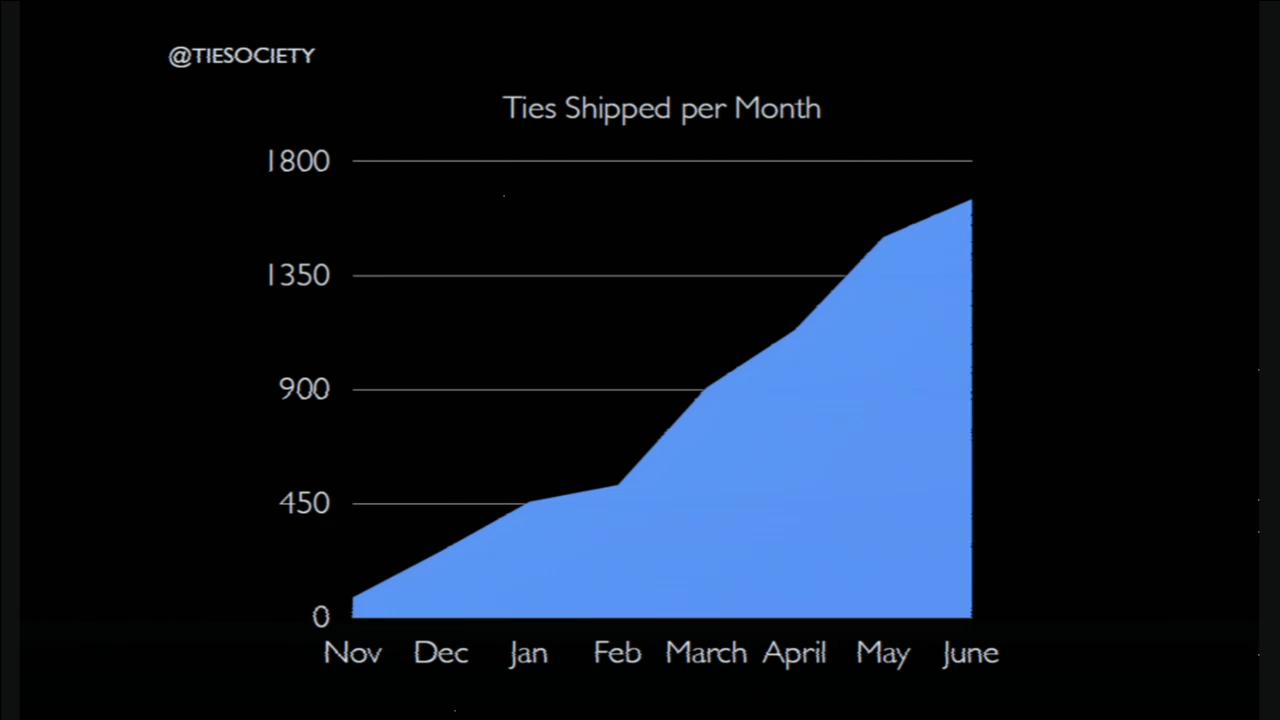 @TIESOCIETY
Ties Shipped per Month
1800
1350
900
450
0
Nov Dec Jan Feb March April May June